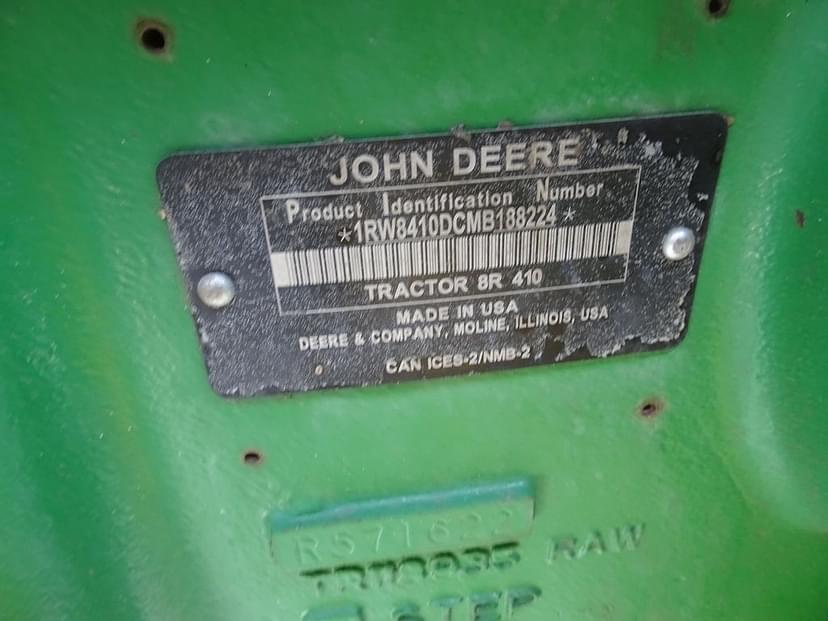 JOHN DEERE
Product Identification Number
*1RW8410DCMB188224*
TRACTOR 8R 410
MADE IN USA
DEERE & COMPANY, MOLINE, ILLINOIS, USA
CAN ICES-2/NMB-2
R571622
RAW
STEP